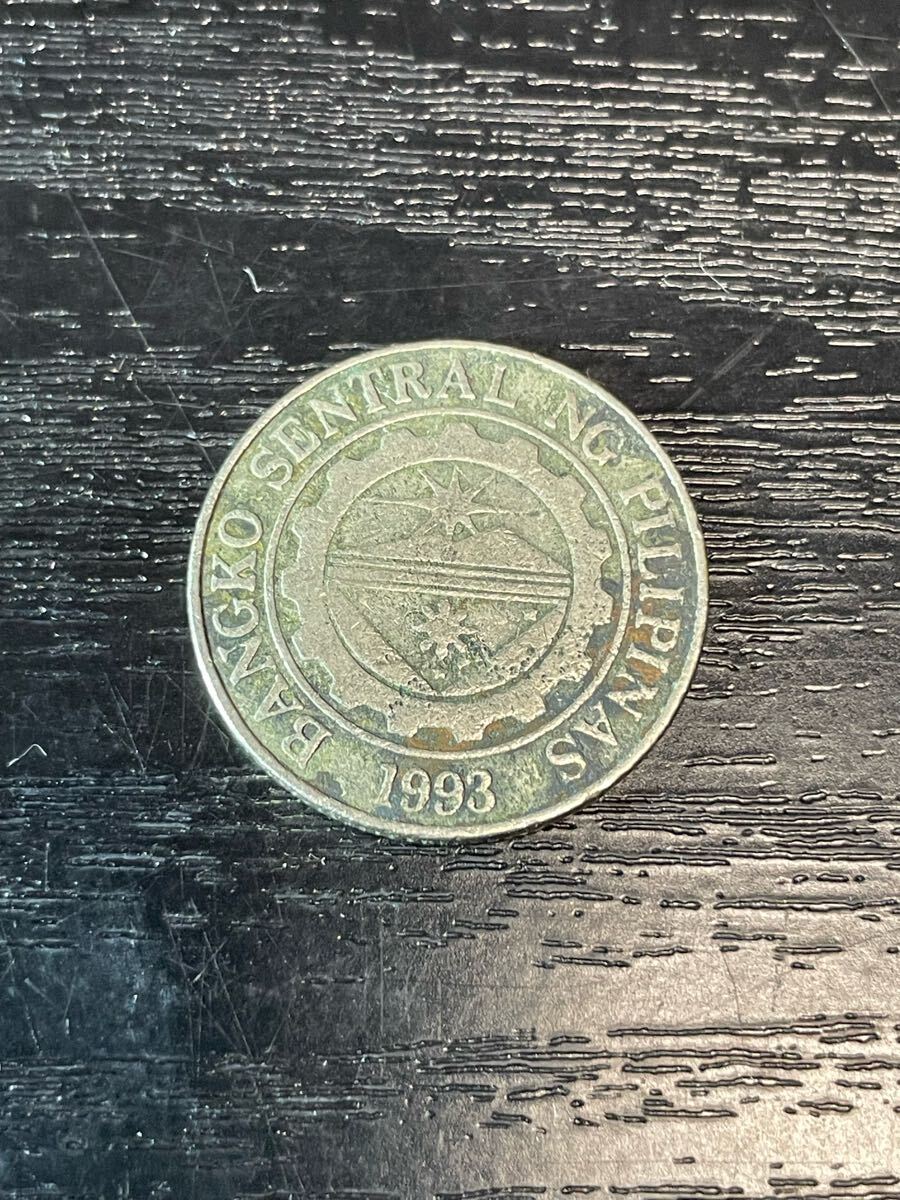 BANGKO SENTRAL NG PILIPINAS
1993